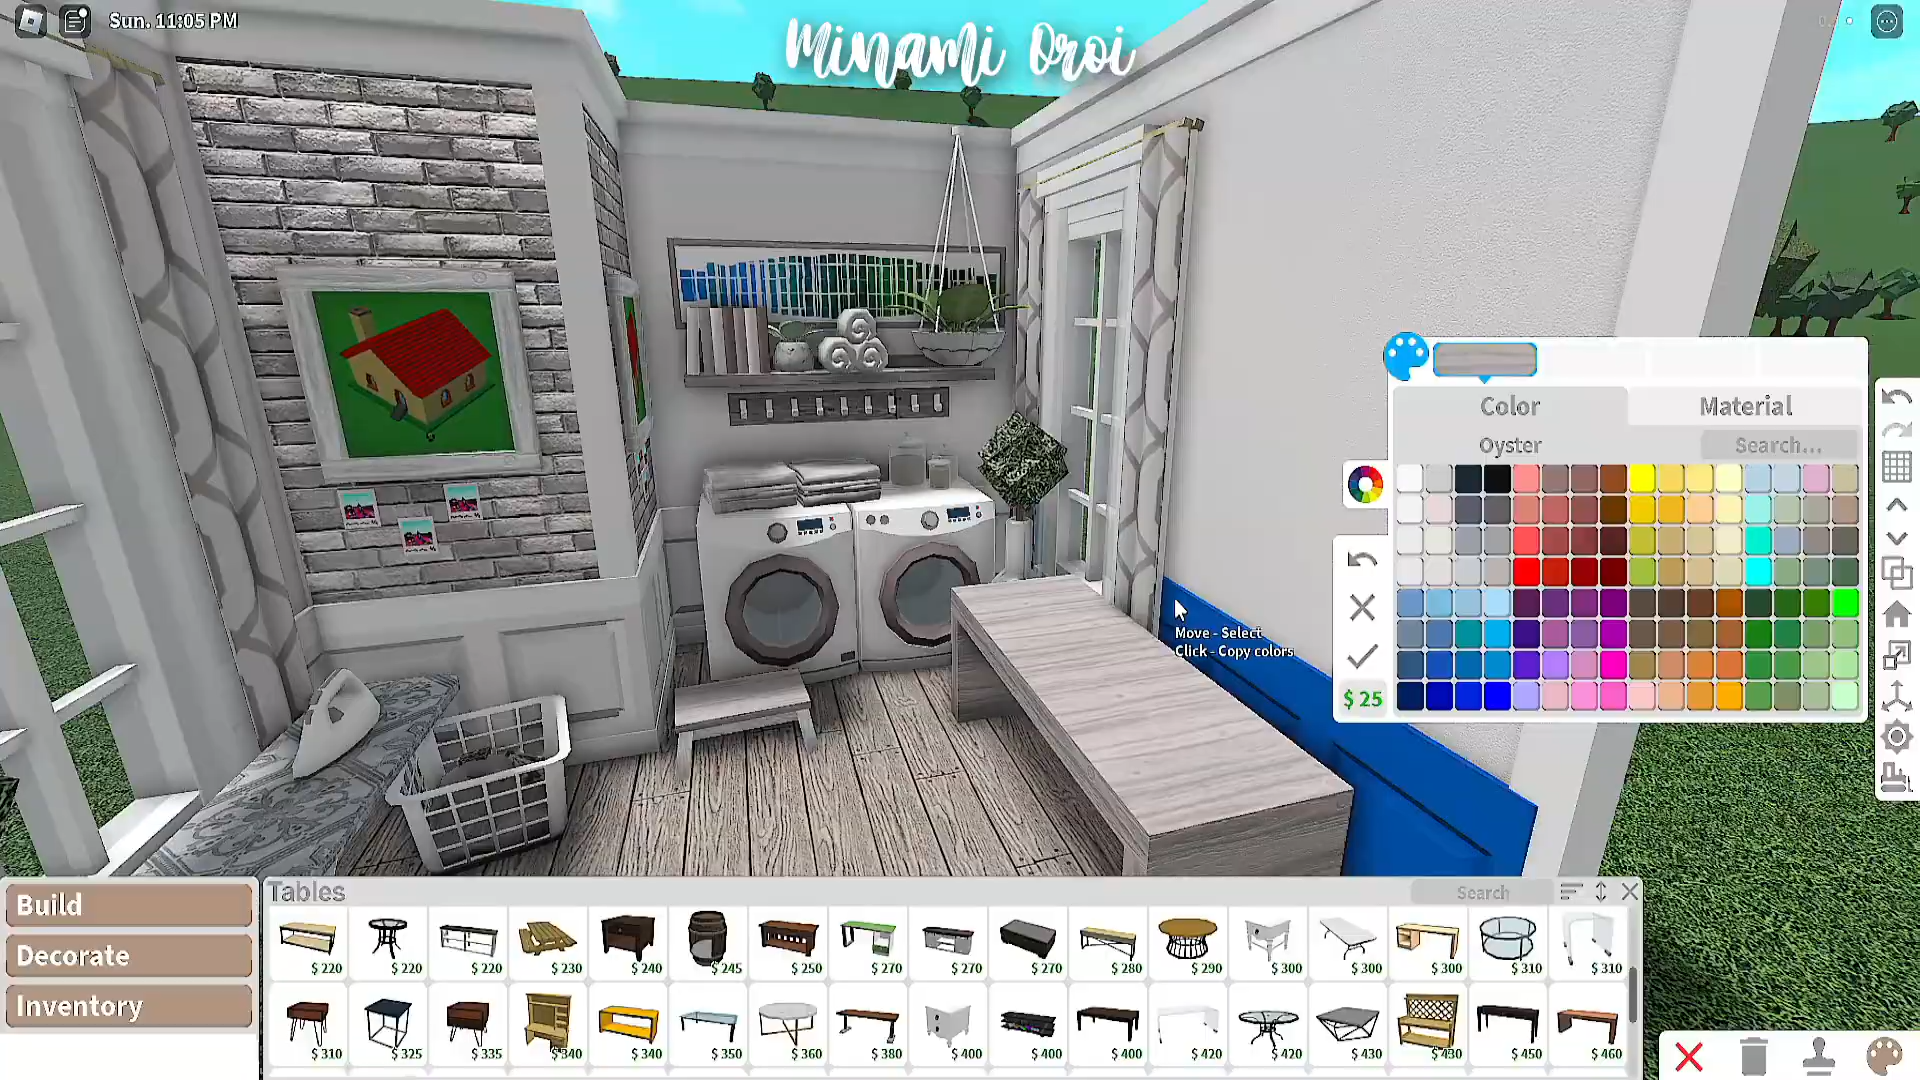 Sun. 11:05 PM
Minami Oroi
Color
Material
Oyster
Search...
Move - Select
Click - Copy colors
$ 25
Build
Decorate
Inventory
Tables
Search
$ 220
$ 220
$ 220
$ 230
$ 240
$ 245
$ 250
$ 270
$ 270
$ 270
$ 280
$ 290
$ 300
$ 300
$ 300
$ 310
$ 310
$ 310
$ 325
$ 335
$ 340
$ 340
$ 350
$ 360
$ 380
$ 400
$ 400
$ 400
$ 420
$ 420
$ 430
$ 430
$ 450
$ 460